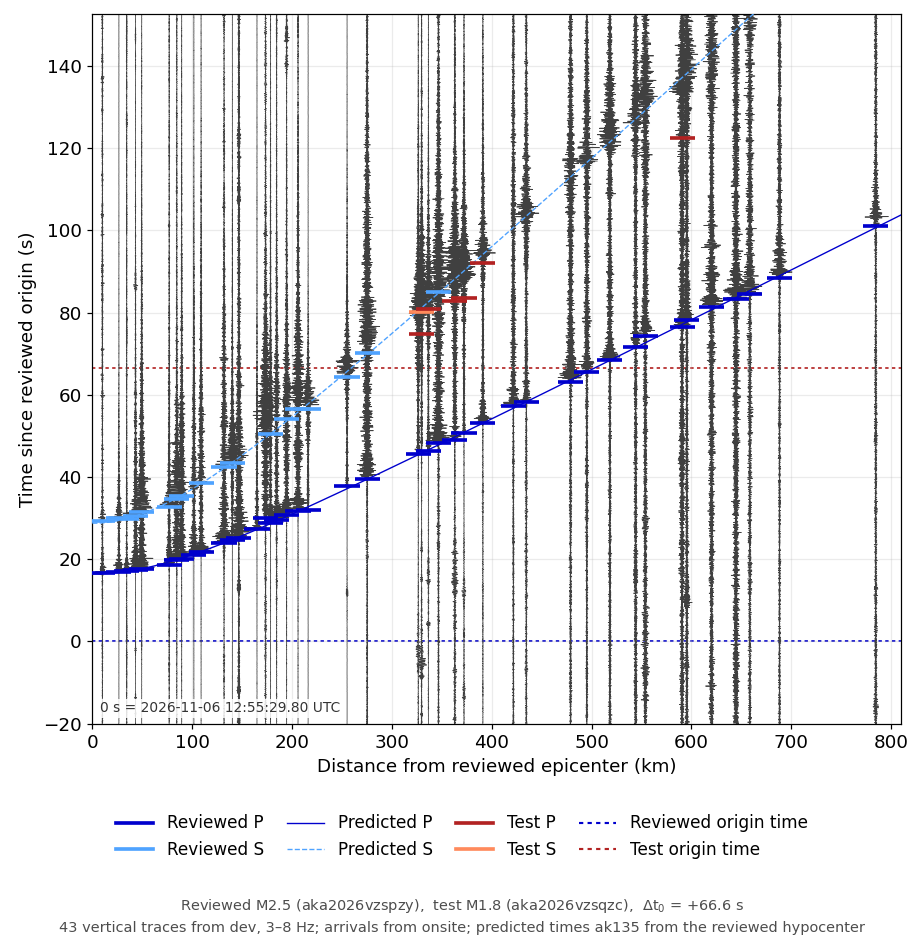 140
120
100
80
60
40
20
0
−20
Time since reviewed origin (s)
0 s = 2026-11-06 12:55:29.80 UTC
0 100 200 300 400 500 600 700 800
Distance from reviewed epicenter (km)
Reviewed P Predicted P Test P Reviewed origin time
Reviewed S Predicted S Test S Test origin time
Reviewed M2.5 (aka2026vzspzy), test M1.8 (aka2026vzsqzc), Δt₀ = +66.6 s
43 vertical traces from dev, 3–8 Hz; arrivals from onsite; predicted times ak135 from the reviewed hypocenter